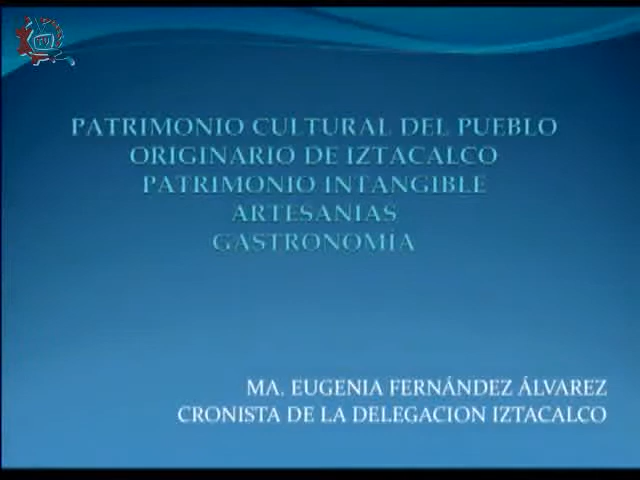 TV
PATRIMONIO CULTURAL DEL PUEBLO
ORIGINARIO DE IZTACALCO
PATRIMONIO INTANGIBLE
ARTESANIAS
GASTRONOMIA
MA. EUGENIA FERNÁNDEZ ÁLVAREZ
CRONISTA DE LA DELEGACION IZTACALCO